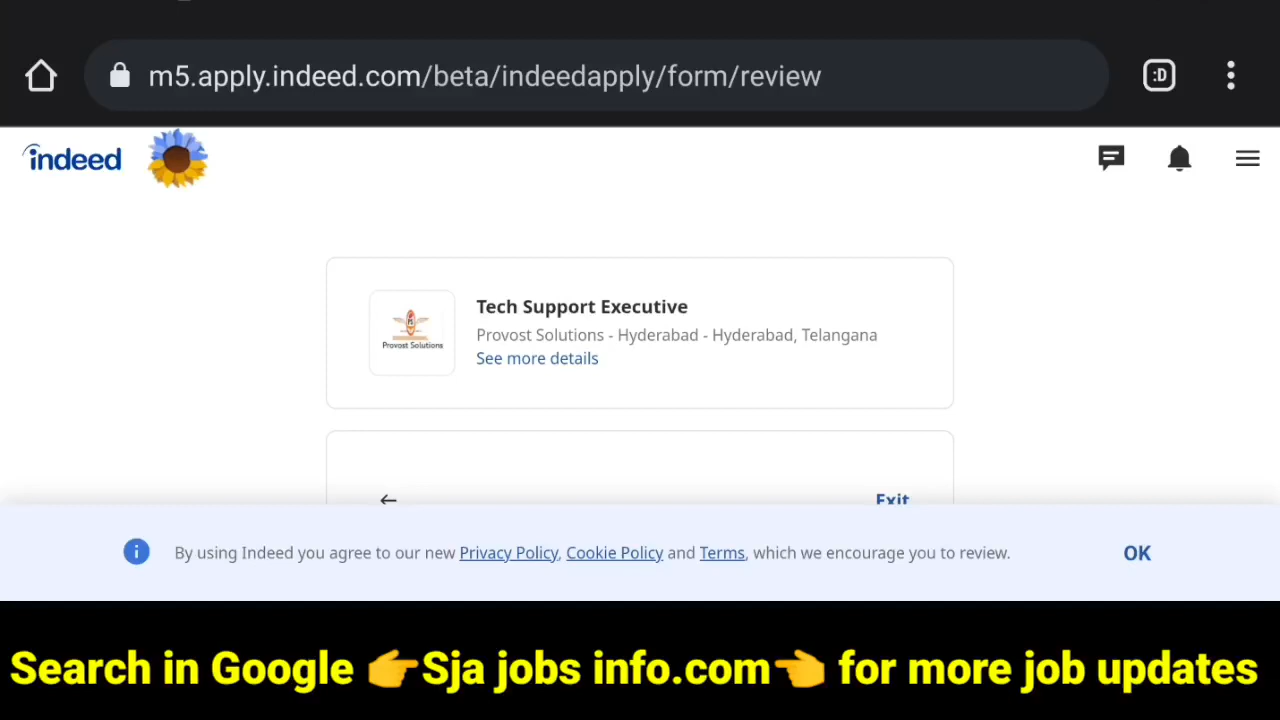 m5.apply.indeed.com/beta/indeedapply/form/review
:D
indeed
Tech Support Executive
Provost Solutions - Hyderabad - Hyderabad, Telangana
See more details
Provost Solutions
Exit
By using Indeed you agree to our new Privacy Policy, Cookie Policy and Terms, which we encourage you to review.
OK
Search in Google 👉Sja jobs info.com👈 for more job updates